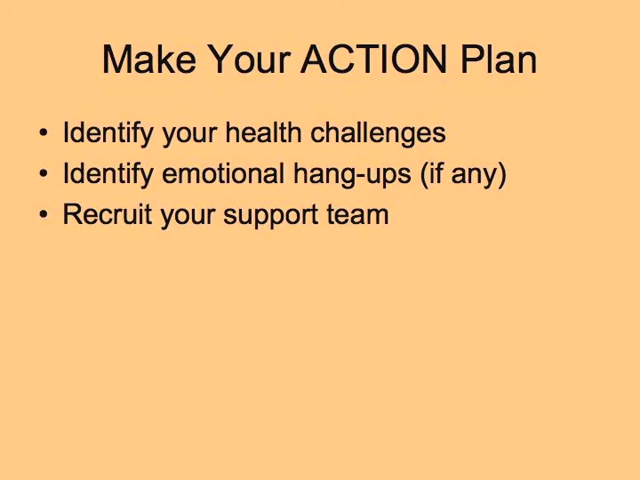 Make Your ACTION Plan
• Identify your health challenges
• Identify emotional hang-ups (if any)
• Recruit your support team